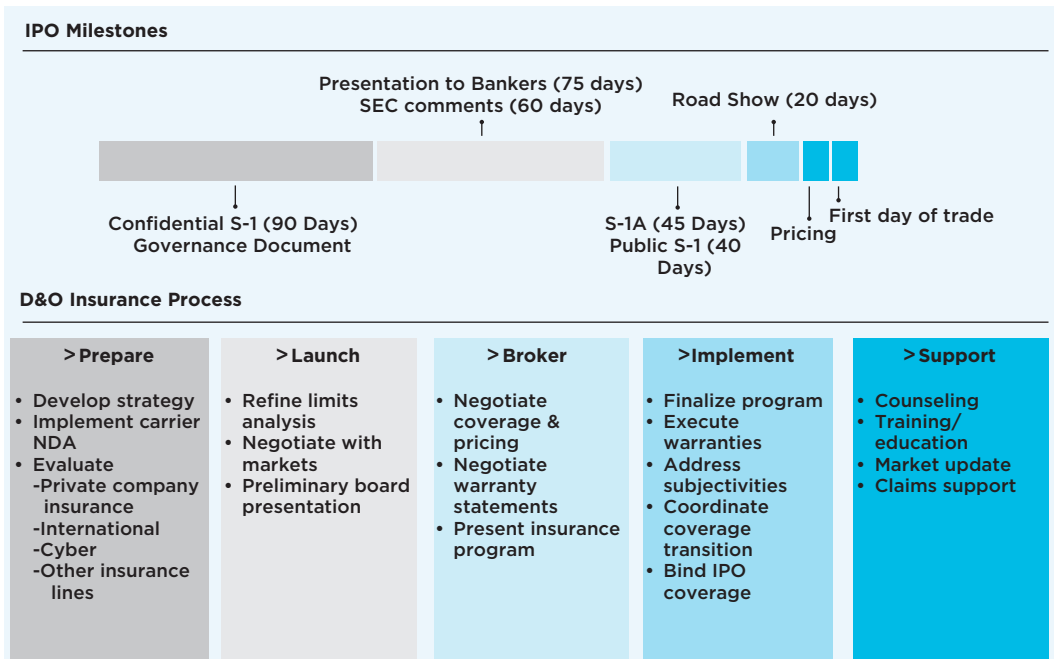 IPO Milestones
Presentation to Bankers (75 days)
SEC comments (60 days)
Road Show (20 days)
Confidential S-1 (90 Days)
Governance Document
S-1A (45 Days)
Public S-1 (40
Days)
Pricing
First day of trade
D&O Insurance Process
>Prepare
• Develop strategy
• Implement carrier
NDA
• Evaluate
-Private company
insurance
-International
-Cyber
-Other insurance
lines
>Launch
• Refine limits
analysis
• Negotiate with
markets
• Preliminary board
presentation
>Broker
• Negotiate
coverage &
pricing
• Negotiate
warranty
statements
• Present insurance
program
>Implement
• Finalize program
• Execute
warranties
• Address
subjectivities
• Coordinate
coverage
transition
• Bind IPO
coverage
>Support
• Counseling
• Training/
education
• Market update
• Claims support